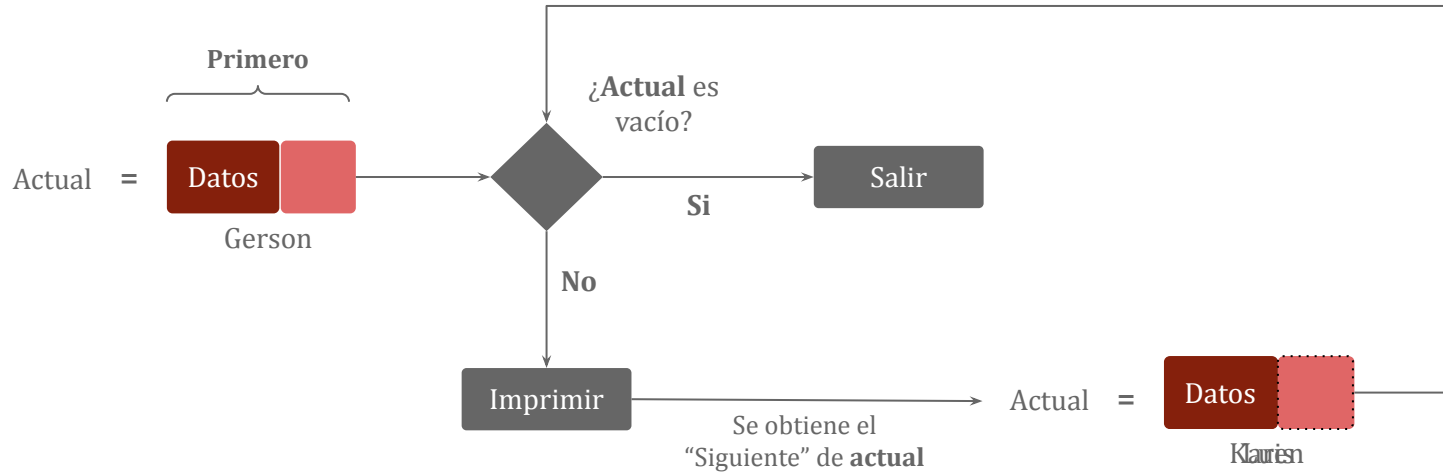 Primero
¿Actual es
vacío?
Actual = Datos
Salir
Si
Gerson
No
Imprimir
Actual = Datos
Se obtiene el
“Siguiente” de actual